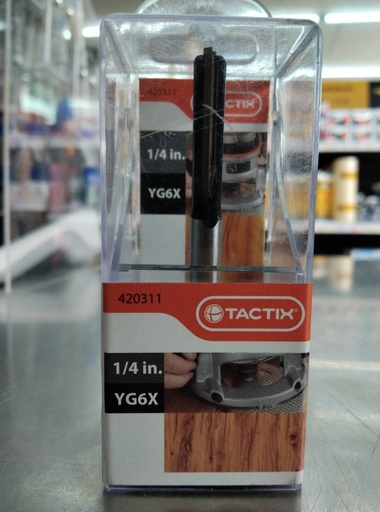 420311
TACTIX
1/4 in.
YG6X
420311
TACTIX
1/4 in.
YG6X